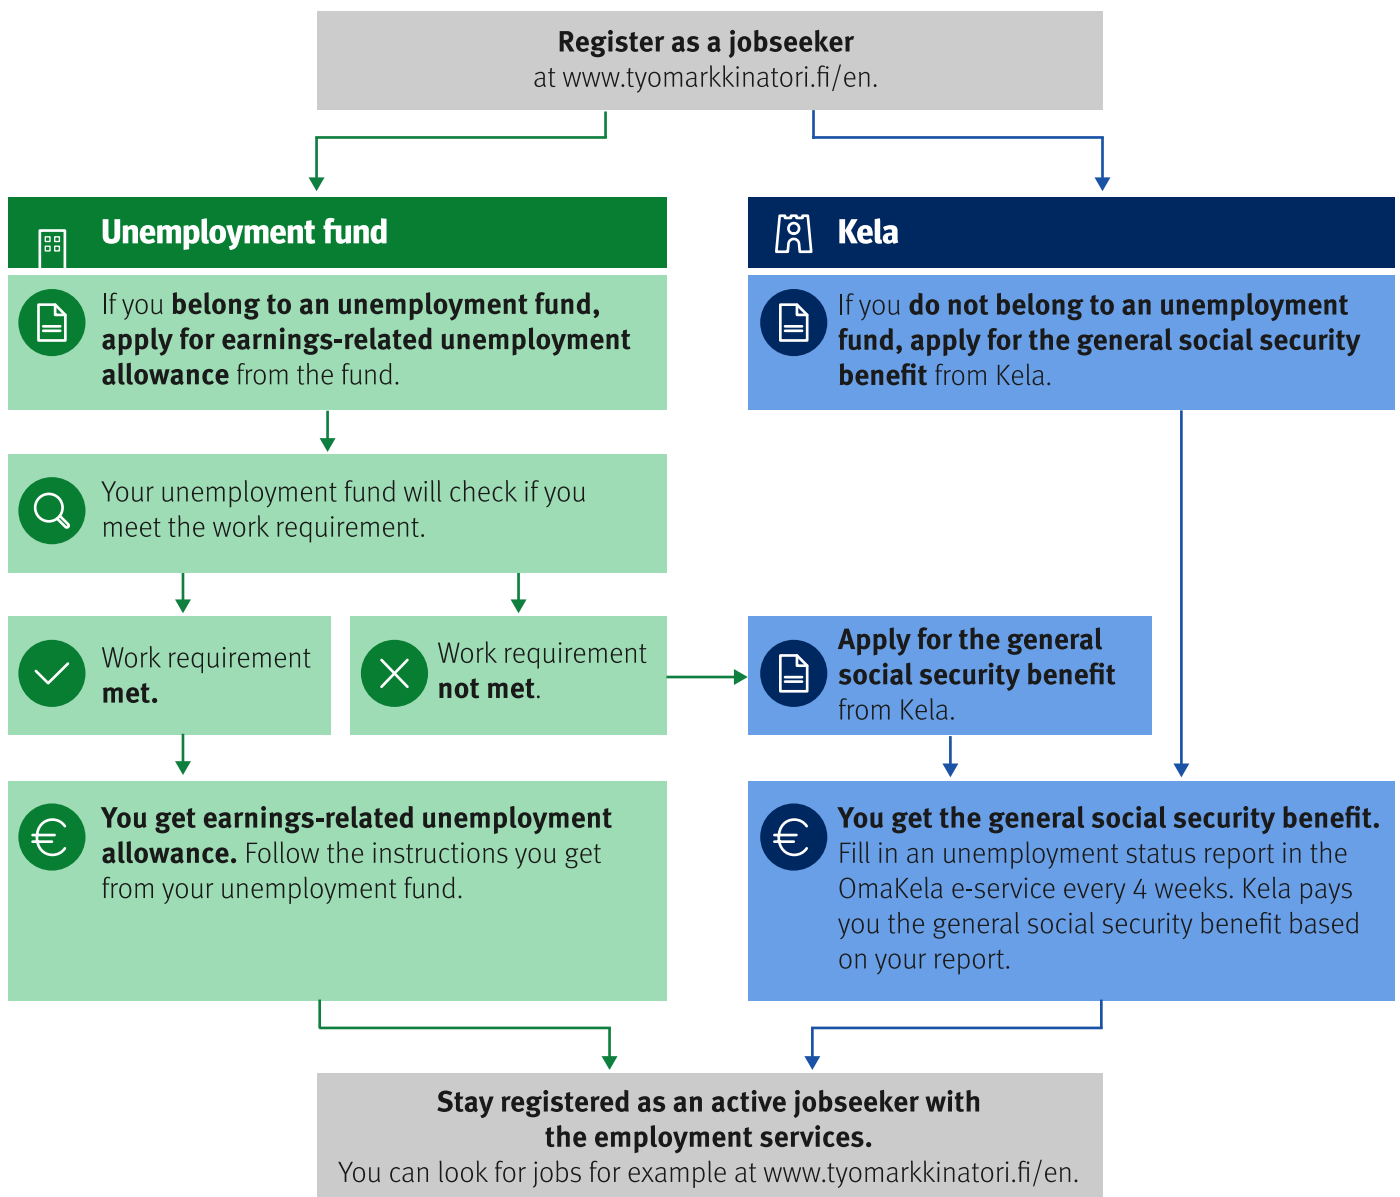 Register as a jobseeker
at www.tyomarkkinatori.fi/en.
Unemployment fund
If you belong to an unemployment fund,
apply for earnings-related unemployment
allowance from the fund.
Your unemployment fund will check if you
meet the work requirement.
Work requirement
met.
Work requirement
not met.
You get earnings-related unemployment
allowance. Follow the instructions you get
from your unemployment fund.
Kela
If you do not belong to an unemployment
fund, apply for the general social security
benefit from Kela.
Apply for the general
social security benefit
from Kela.
You get the general social security benefit.
Fill in an unemployment status report in the
OmaKela e-service every 4 weeks. Kela pays
you the general social security benefit based
on your report.
Stay registered as an active jobseeker with
the employment services.
You can look for jobs for example at www.tyomarkkinatori.fi/en.